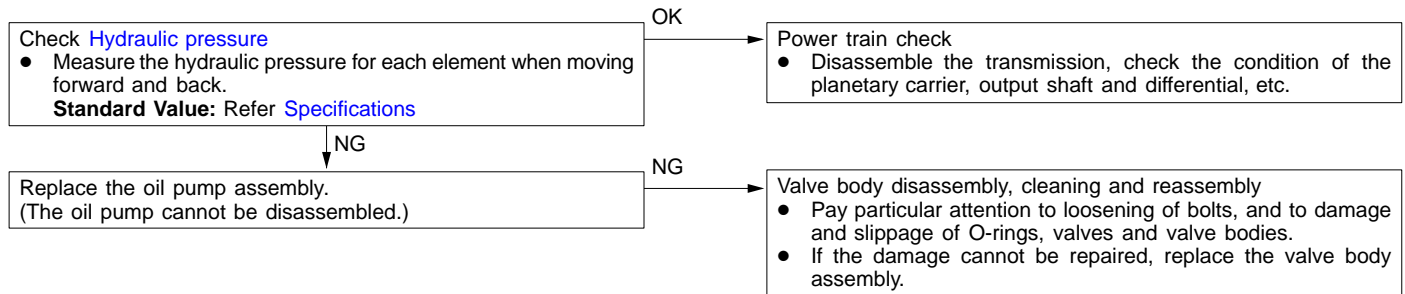 OK
Check Hydraulic pressure
● Measure the hydraulic pressure for each element when moving
forward and back.
Standard Value: Refer Specifications
Power train check
● Disassemble the transmission, check the condition of the
planetary carrier, output shaft and differential, etc.
NG
NG
Replace the oil pump assembly.
(The oil pump cannot be disassembled.)
Valve body disassembly, cleaning and reassembly
● Pay particular attention to loosening of bolts, and to damage
and slippage of O-rings, valves and valve bodies.
● If the damage cannot be repaired, replace the valve body
assembly.